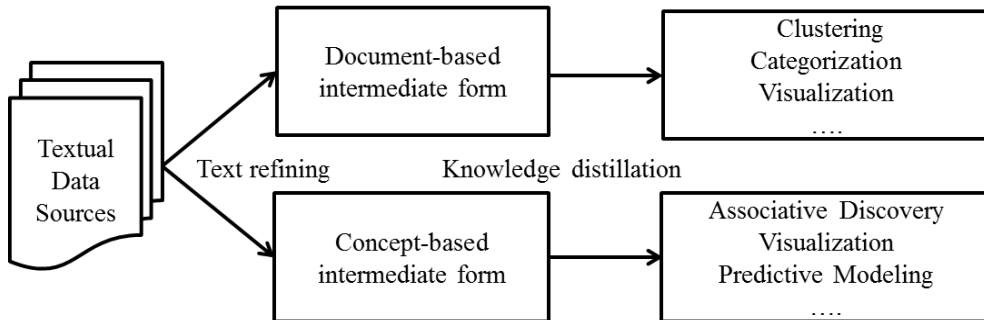 Textual
Data
Sources
Text refining
Document-based
intermediate form
Concept-based
intermediate form
Knowledge distillation
Clustering
Categorization
Visualization
....
Associative Discovery
Visualization
Predictive Modeling
....